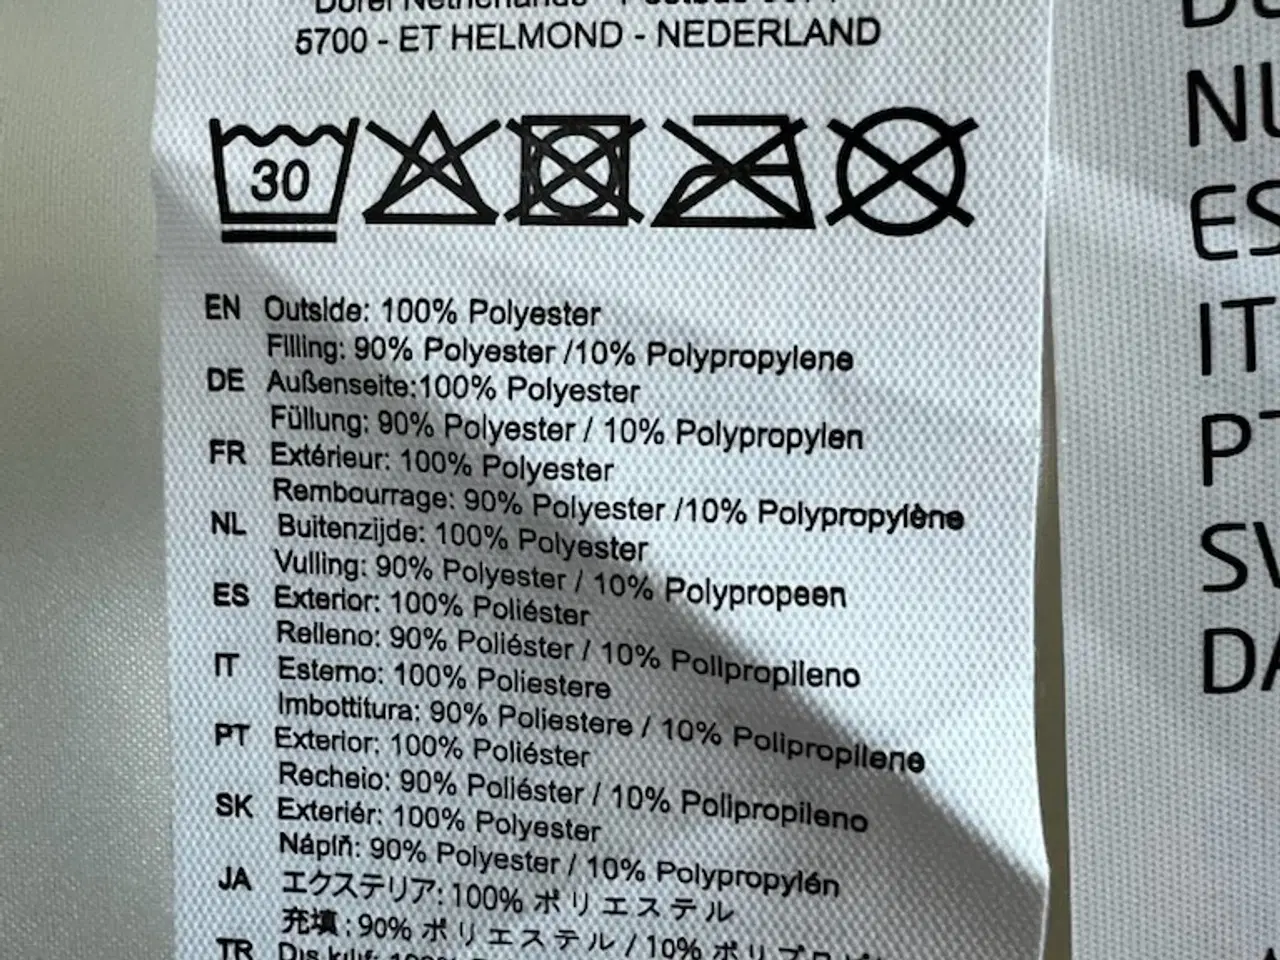 5700 - ET HELMOND - NEDERLAND
30
EN Outside: 100% Polyester
Filling: 90% Polyester /10% Polypropylene
DE Außenseite:100% Polyester
Füllung: 90% Polyester / 10% Polypropylen
FR Extérieur: 100% Polyester
Rembourrage: 90% Polyester /10% Polypropylène
NL Buitenzijde: 100% Polyester
Vulling: 90% Polyester / 10% Polypropeen
ES Exterior: 100% Poliéster
Relleno: 90% Poliéster / 10% Polipropileno
IT Esterno: 100% Poliestere
Imbottitura: 90% Poliestere / 10% Polipropilene
PT Exterior: 100% Poliéster
Recheio: 90% Poliéster / 10% Polipropileno
SK Exteriér: 100% Polyester
Náplň: 90% Polyester / 10% Polypropylén
JA エクステリア: 100% ポリエステル
充填 : 90% ポリエステル / 10%
TR
NU
ES
IT
PT
SV
DA